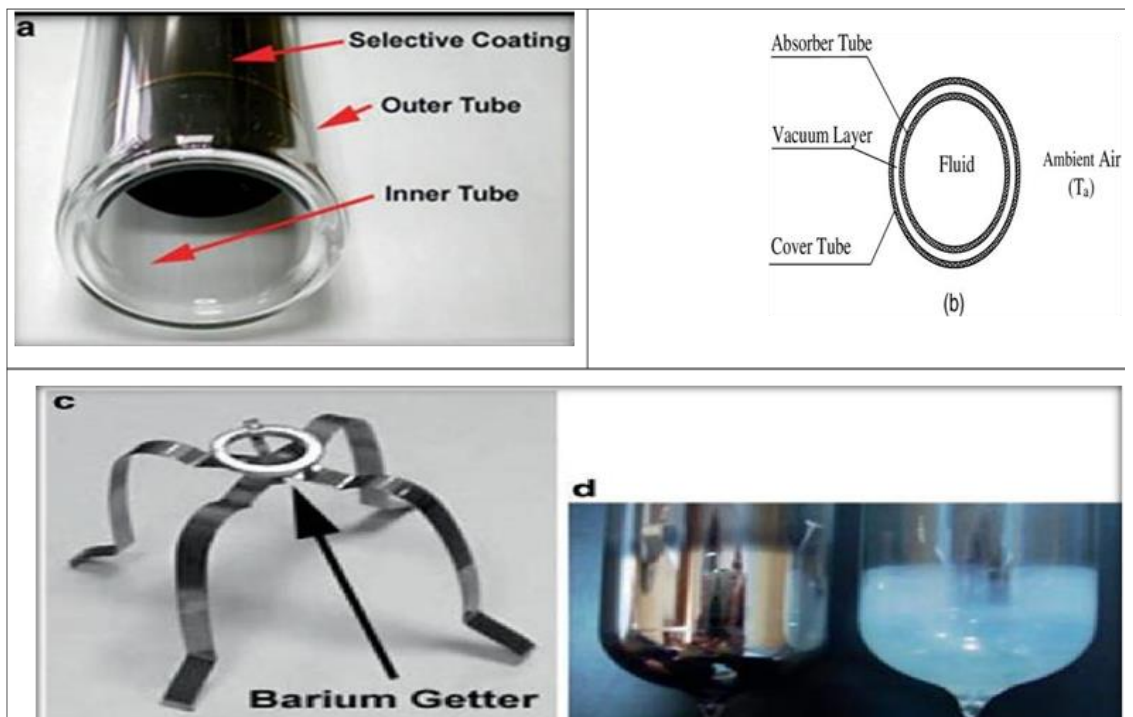 a
Selective Coating
Outer Tube
Inner Tube
Absorber Tube
Vacuum Layer
Fluid
Ambient Air
(Tₐ)
Cover Tube
(b)
c
Barium Getter
d